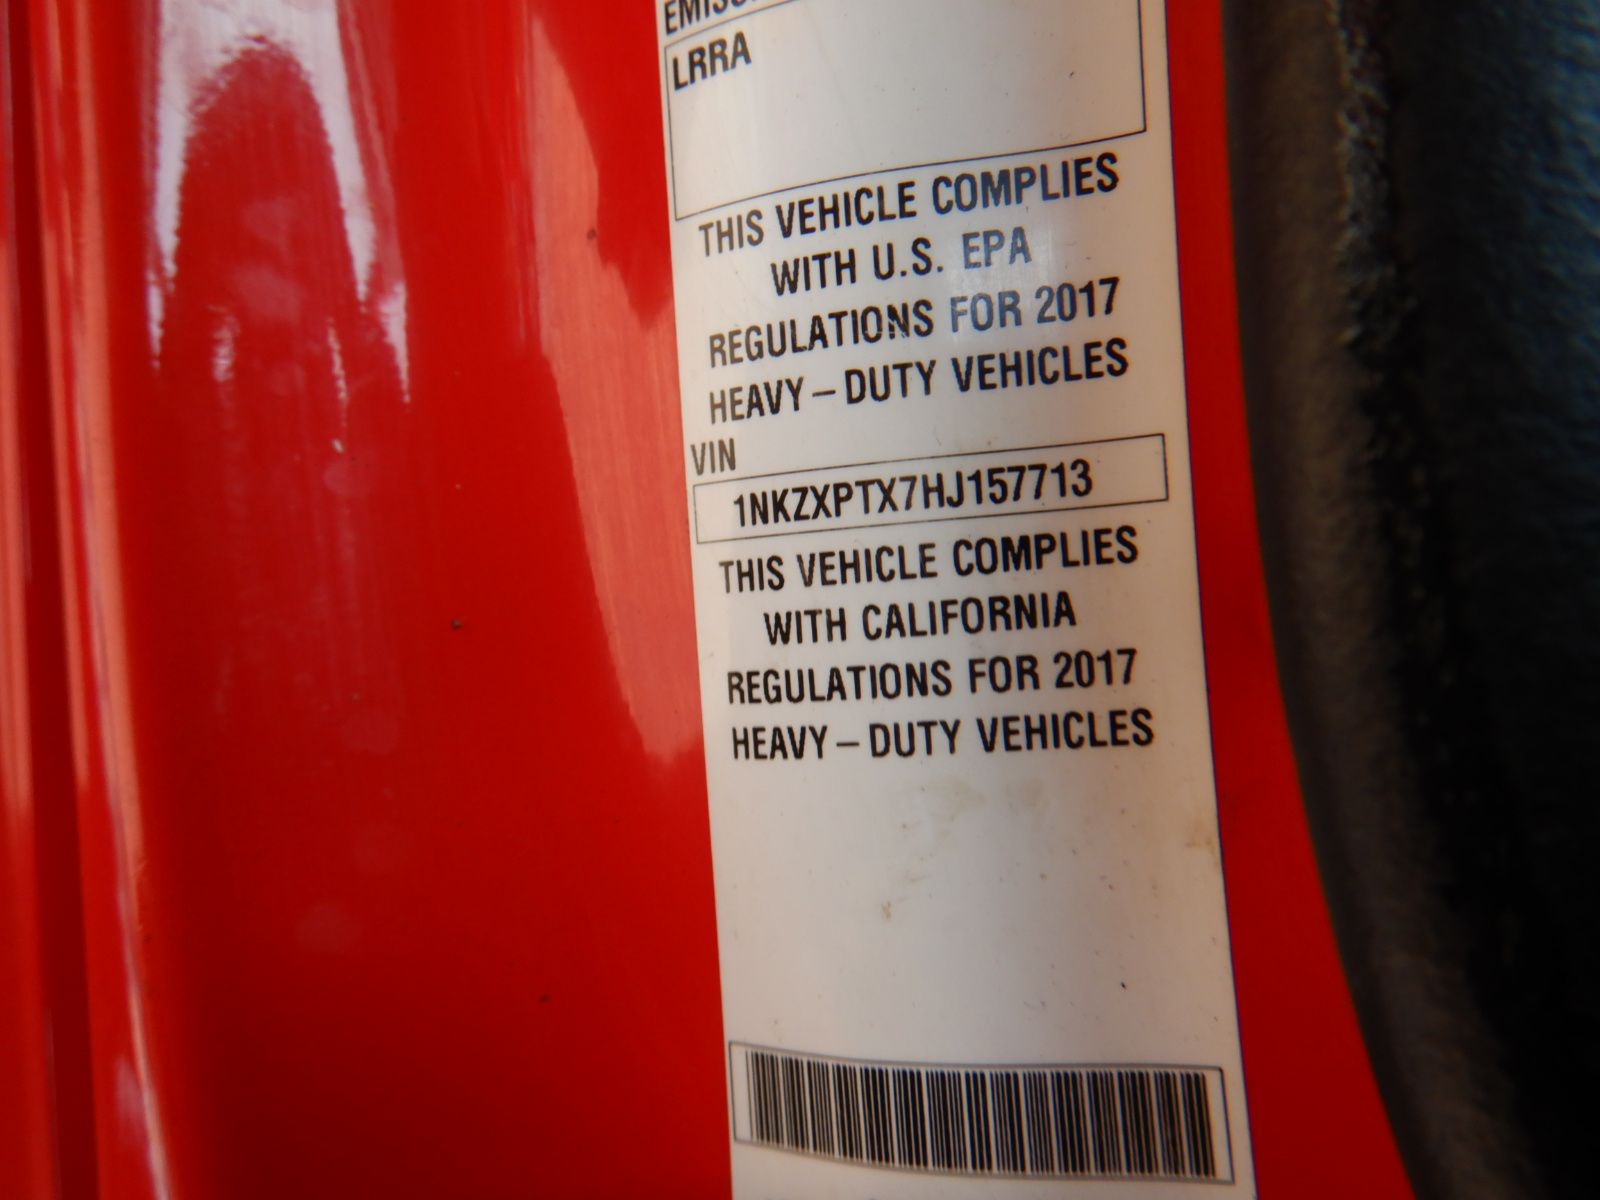 LRRA
THIS VEHICLE COMPLIES
WITH U.S. EPA
REGULATIONS FOR 2017
HEAVY – DUTY VEHICLES
VIN
1NKZXPTX7HJ157713
THIS VEHICLE COMPLIES
WITH CALIFORNIA
REGULATIONS FOR 2017
HEAVY – DUTY VEHICLES